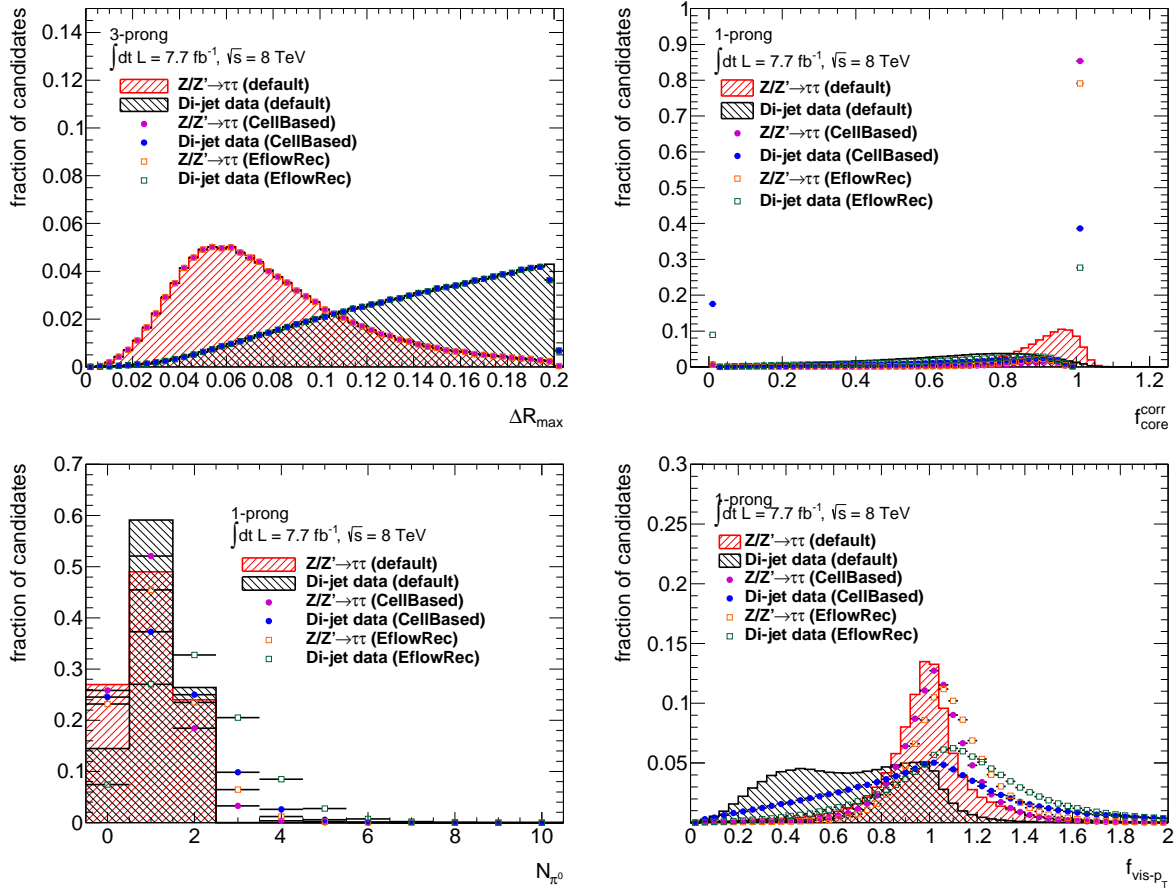 fraction of candidates
0.14
0.12
0.1
0.08
0.06
0.04
0.02
0
3-prong
∫dt L = 7.7 fb⁻¹, √s = 8 TeV
Z/Z'→ττ (default)
Di-jet data (default)
Z/Z'→ττ (CellBased)
Di-jet data (CellBased)
Z/Z'→ττ (EflowRec)
Di-jet data (EflowRec)
0 0.02 0.04 0.06 0.08 0.1 0.12 0.14 0.16 0.18 0.2
ΔR_max
fraction of candidates
1
0.9
0.8
0.7
0.6
0.5
0.4
0.3
0.2
0.1
0
1-prong
∫dt L = 7.7 fb⁻¹, √s = 8 TeV
Z/Z'→ττ (default)
Di-jet data (default)
Z/Z'→ττ (CellBased)
Di-jet data (CellBased)
Z/Z'→ττ (EflowRec)
Di-jet data (EflowRec)
0 0.2 0.4 0.6 0.8 1 1.2
f_core^corr
fraction of candidates
0.7
0.6
0.5
0.4
0.3
0.2
0.1
0
1-prong
∫dt L = 7.7 fb⁻¹, √s = 8 TeV
Z/Z'→ττ (default)
Di-jet data (default)
Z/Z'→ττ (CellBased)
Di-jet data (CellBased)
Z/Z'→ττ (EflowRec)
Di-jet data (EflowRec)
0 2 4 6 8 10
N_π⁰
fraction of candidates
0.3
0.25
0.2
0.15
0.1
0.05
0
1-prong
∫dt L = 7.7 fb⁻¹, √s = 8 TeV
Z/Z'→ττ (default)
Di-jet data (default)
Z/Z'→ττ (CellBased)
Di-jet data (CellBased)
Z/Z'→ττ (EflowRec)
Di-jet data (EflowRec)
0 0.2 0.4 0.6 0.8 1 1.2 1.4 1.6 1.8 2
f_vis-p_T